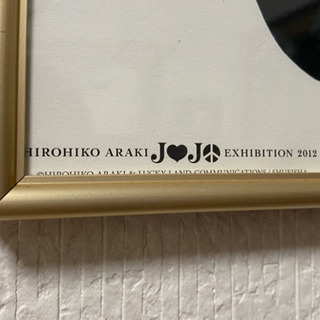 HIROHIKO ARAKI JOJO EXHIBITION 2012
©HIROHIKO ARAKI & LUCKY LAND COMMUNICATIONS / SHUEISHA